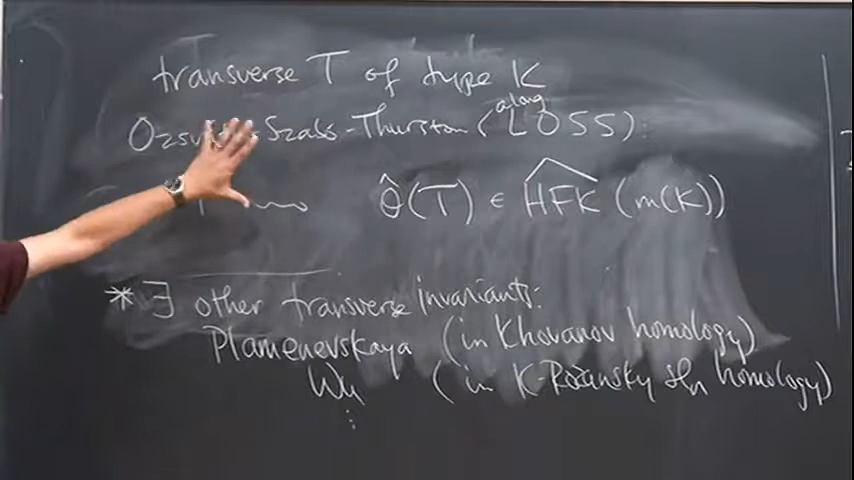 transverse T of type K
along
Szabó-Thurston (LOSS):
θ̂(T) ∈ HFK^ (m(K))
* ∃ other transverse invariants:
Plamenevskaya (in Khovanov homology)
Wu (in K-Rozansky sln homology)
⋮